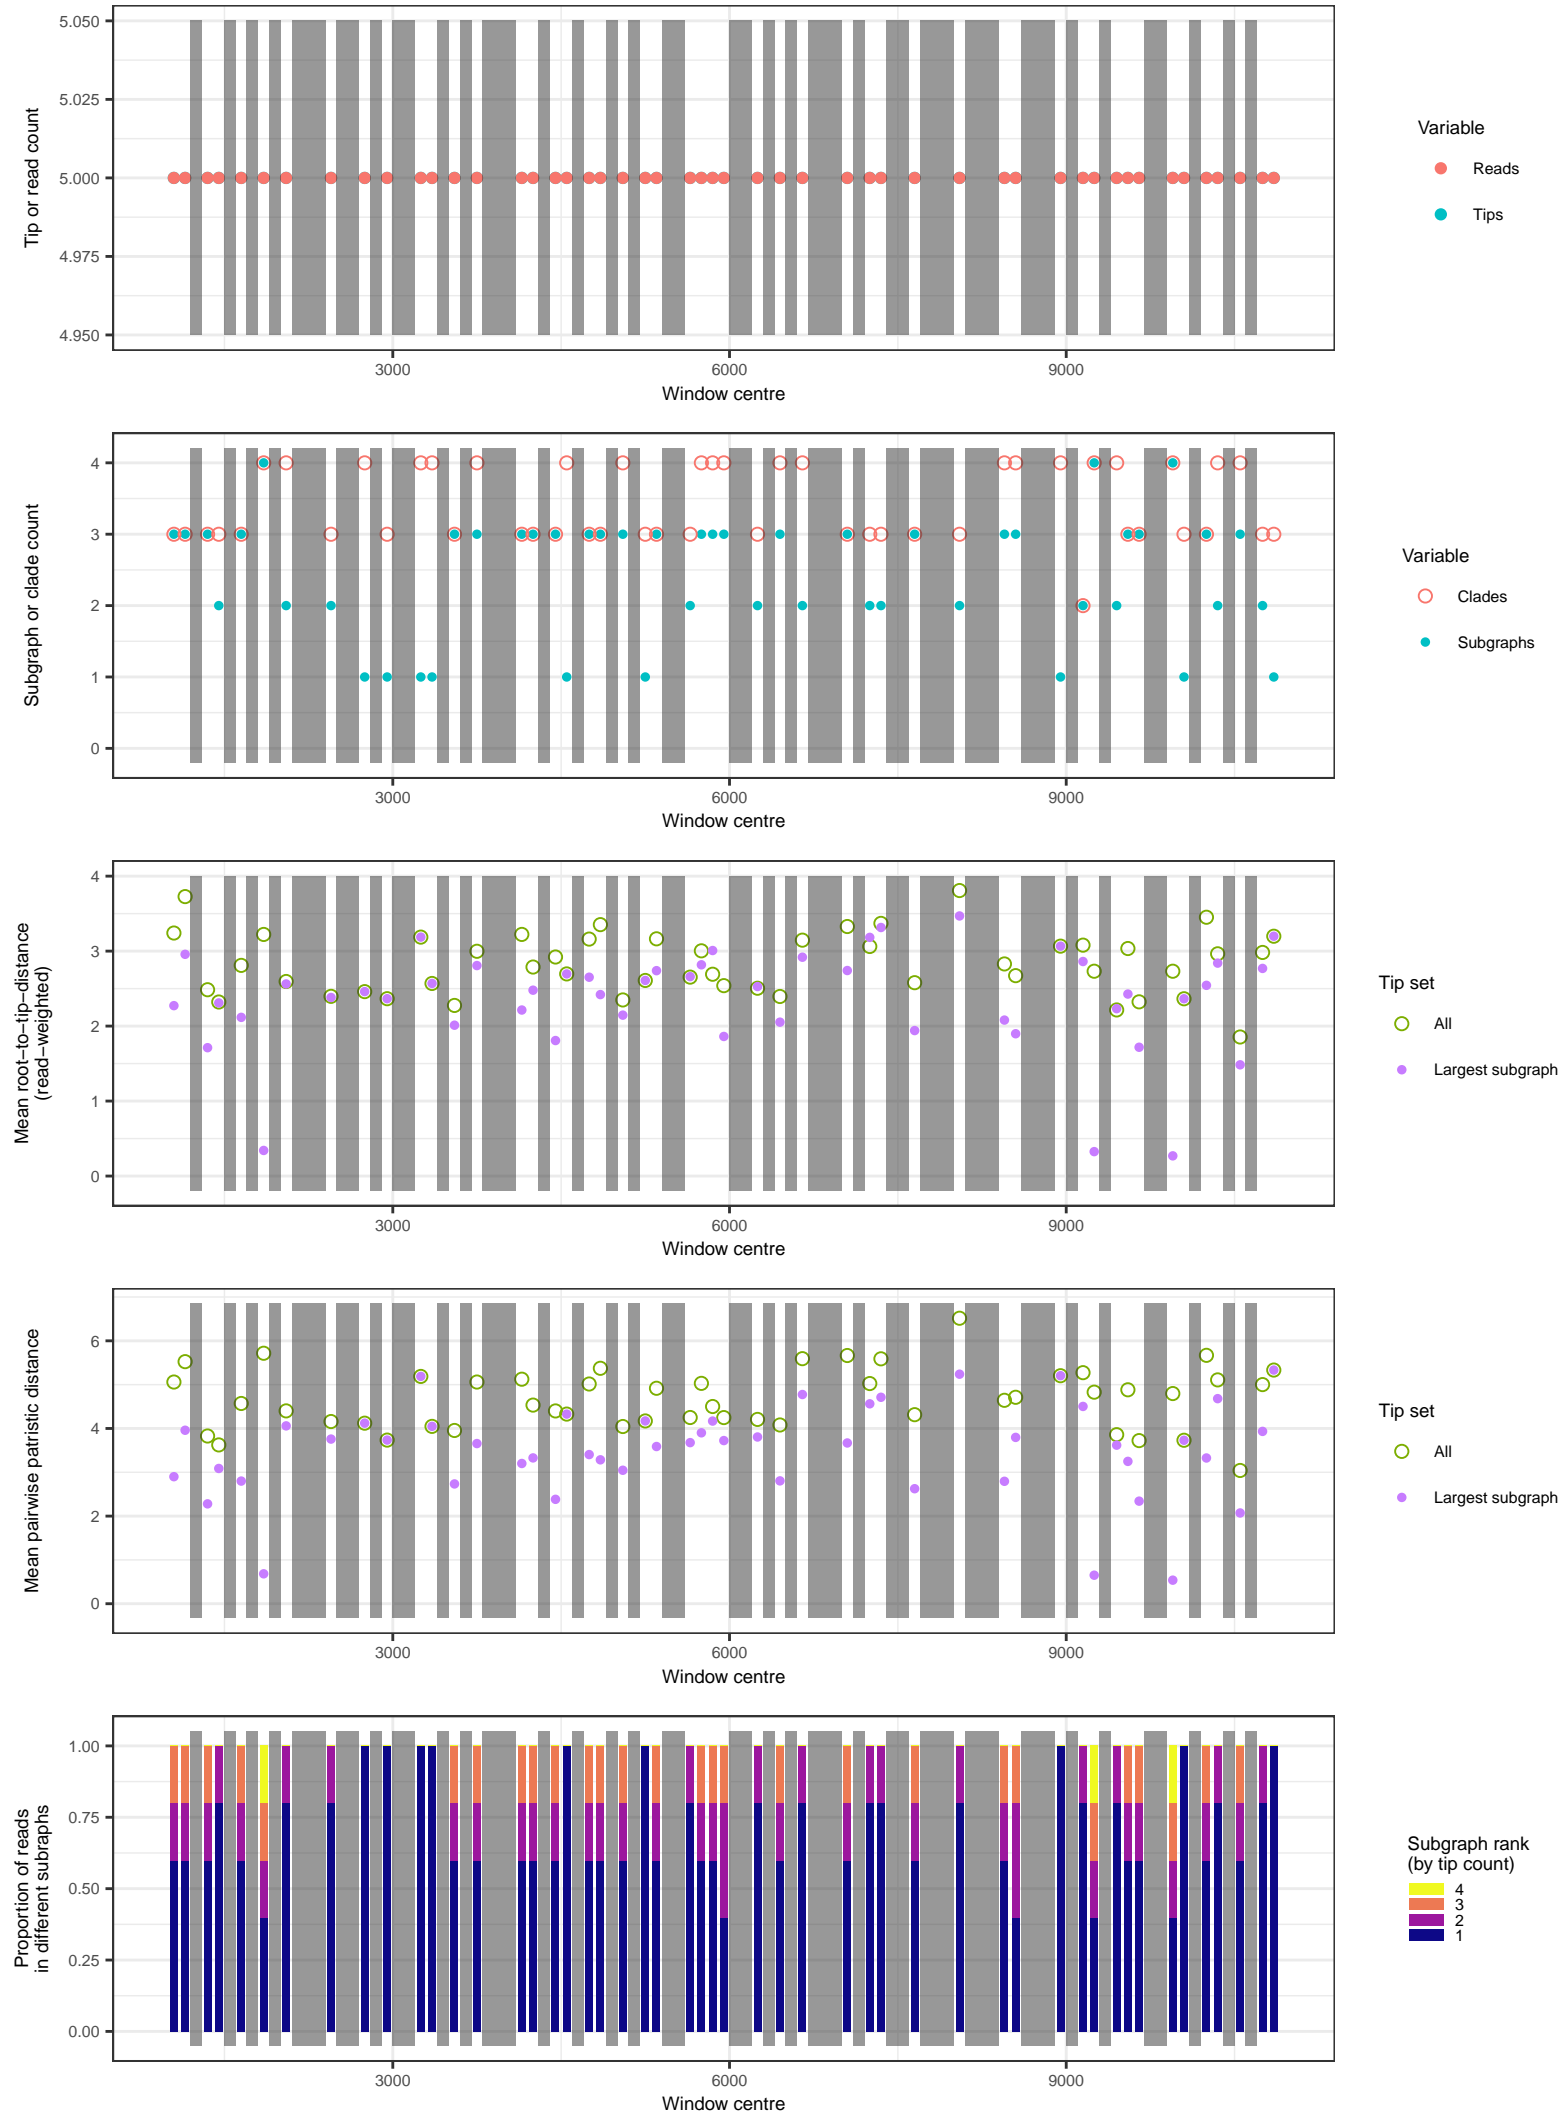 5.050
5.025
5.000
4.975
4.950
Tip or read count
3000 6000 9000
Window centre
Variable
Reads
Tips
4
3
2
1
0
Subgraph or clade count
3000 6000 9000
Window centre
Variable
Clades
Subgraphs
4
3
2
1
0
Mean root−to−tip−distance
(read−weighted)
3000 6000 9000
Window centre
Tip set
All
Largest subgraph
6
4
2
0
Mean pairwise patristic distance
3000 6000 9000
Window centre
Tip set
All
Largest subgraph
1.00
0.75
0.50
0.25
0.00
Proportion of reads
in different subraphs
3000 6000 9000
Window centre
Subgraph rank
(by tip count)
4
3
2
1